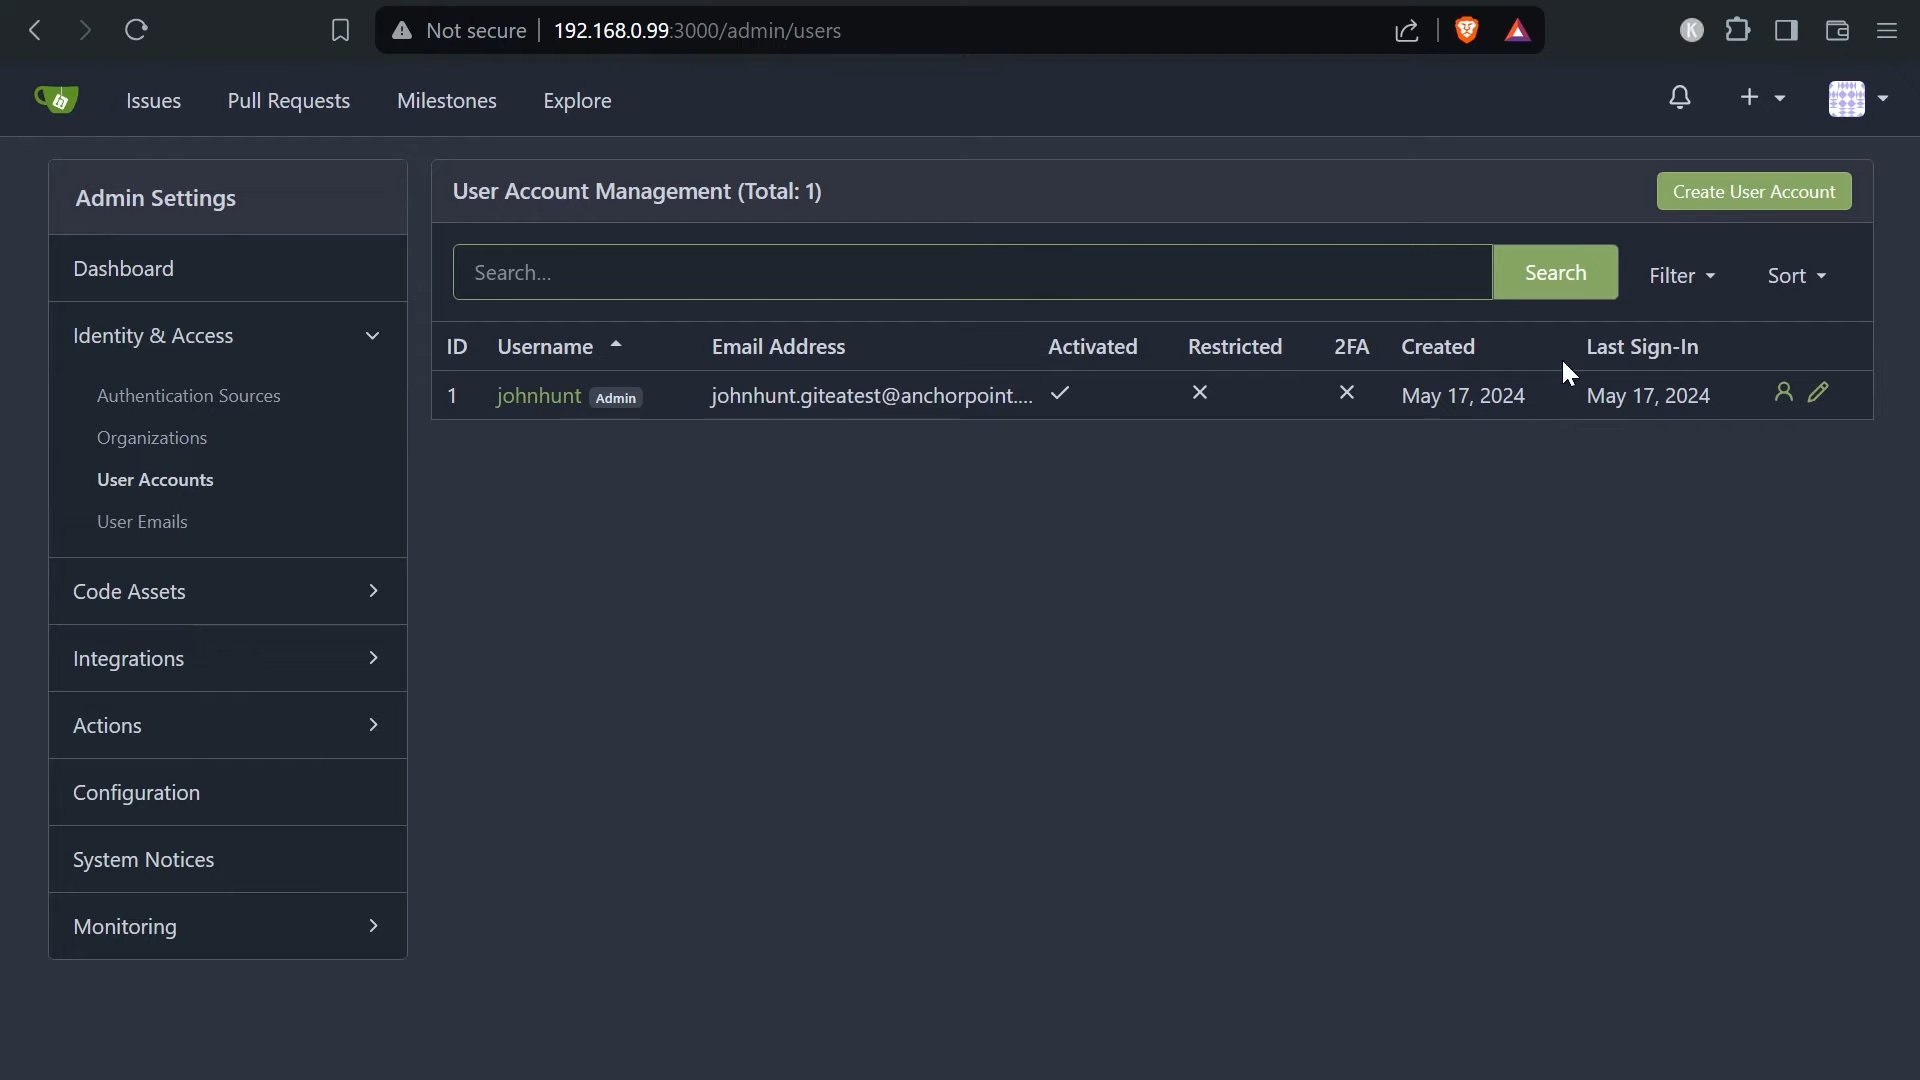 Not secure 192.168.0.99:3000/admin/users
K
Issues Pull Requests Milestones Explore
Admin Settings
Dashboard
Identity & Access
Authentication Sources
Organizations
User Accounts
User Emails
Code Assets
Integrations
Actions
Configuration
System Notices
Monitoring
User Account Management (Total: 1)
Create User Account
Search...
Search
Filter
Sort
ID Username Email Address Activated Restricted 2FA Created Last Sign-In
1 johnhunt Admin johnhunt.giteatest@anchorpoint.... May 17, 2024 May 17, 2024